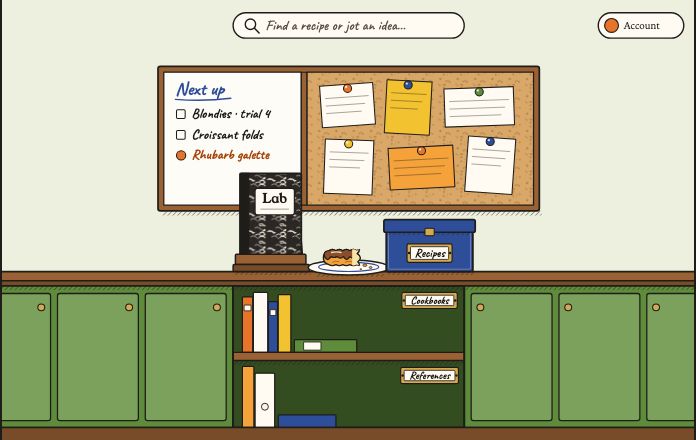 Find a recipe or jot an idea...
Account
Next up
Blondies · trial 4
Croissant folds
Rhubarb galette
Lab
Recipes
Cookbooks
References